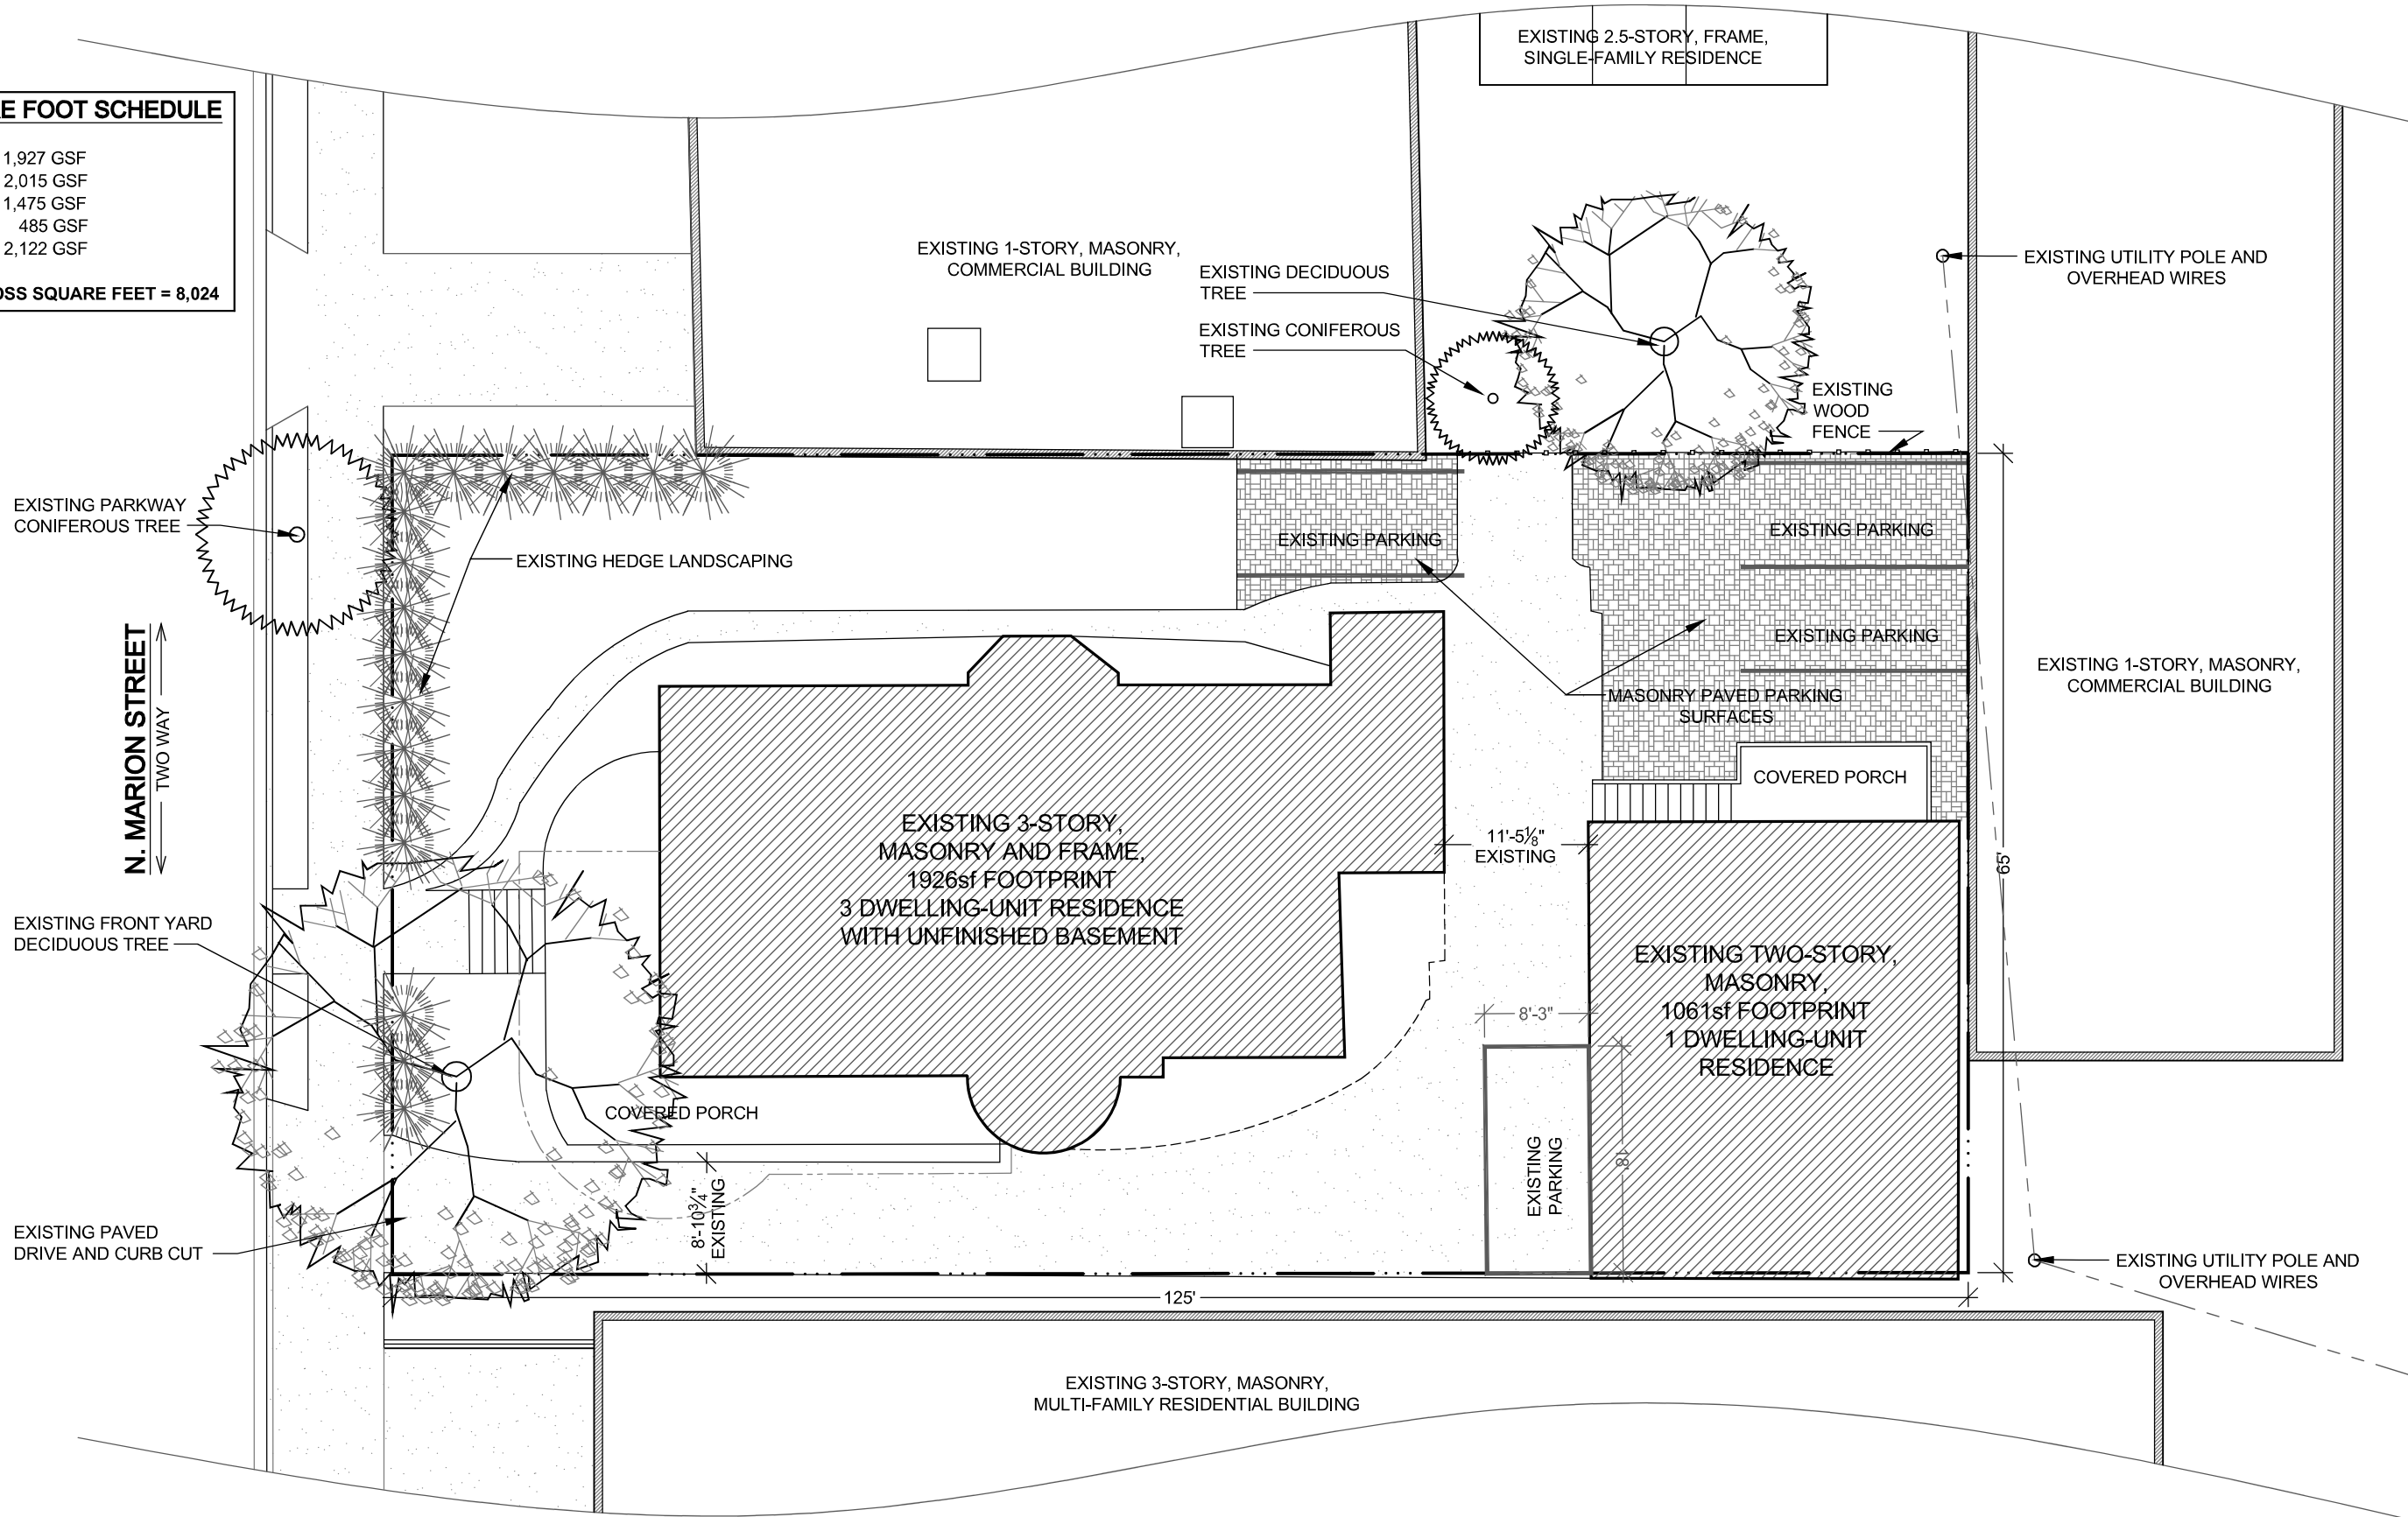 EXISTING 2.5-STORY, FRAME,
SINGLE-FAMILY RESIDENCE
FOOT SCHEDULE
1,927 GSF
2,015 GSF
1,475 GSF
485 GSF
2,122 GSF
SQUARE FEET = 8,024
EXISTING 1-STORY, MASONRY,
COMMERCIAL BUILDING
EXISTING DECIDUOUS
TREE
EXISTING CONIFEROUS
TREE
EXISTING UTILITY POLE AND
OVERHEAD WIRES
EXISTING
WOOD
FENCE
EXISTING PARKWAY
CONIFEROUS TREE
EXISTING HEDGE LANDSCAPING
EXISTING PARKING
EXISTING PARKING
EXISTING PARKING
MASONRY PAVED PARKING
SURFACES
EXISTING 1-STORY, MASONRY,
COMMERCIAL BUILDING
N. MARION STREET
TWO WAY
COVERED PORCH
EXISTING 3-STORY,
MASONRY AND FRAME,
1926sf FOOTPRINT
3 DWELLING-UNIT RESIDENCE
WITH UNFINISHED BASEMENT
11'-5⅛"
EXISTING
65'
EXISTING FRONT YARD
DECIDUOUS TREE
EXISTING TWO-STORY,
MASONRY,
1061sf FOOTPRINT
1 DWELLING-UNIT
RESIDENCE
8'-3"
18'
COVERED PORCH
EXISTING
PARKING
8'-10¾"
EXISTING
EXISTING PAVED
DRIVE AND CURB CUT
EXISTING UTILITY POLE AND
OVERHEAD WIRES
125'
EXISTING 3-STORY, MASONRY,
MULTI-FAMILY RESIDENTIAL BUILDING